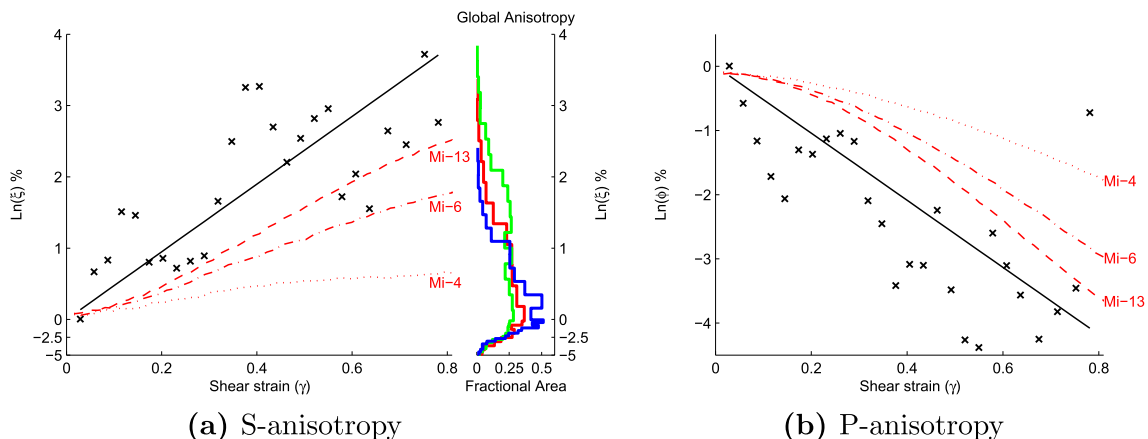 Global Anisotropy
4
3
2
1
0
−2.5
−5
Ln(ξ) %
0
0.2
0.4
0.6
0.8
Shear strain (γ)
Mi−13
Mi−6
Mi−4
4
3
2
1
0
−2.5
−5
Ln(ξ) %
0
0.25
0.5
Fractional Area
(a) S-anisotropy
0
−1
−2
−3
−4
Ln(ϕ) %
0
0.2
0.4
0.6
0.8
Shear strain (γ)
Mi−4
Mi−6
Mi−13
(b) P-anisotropy